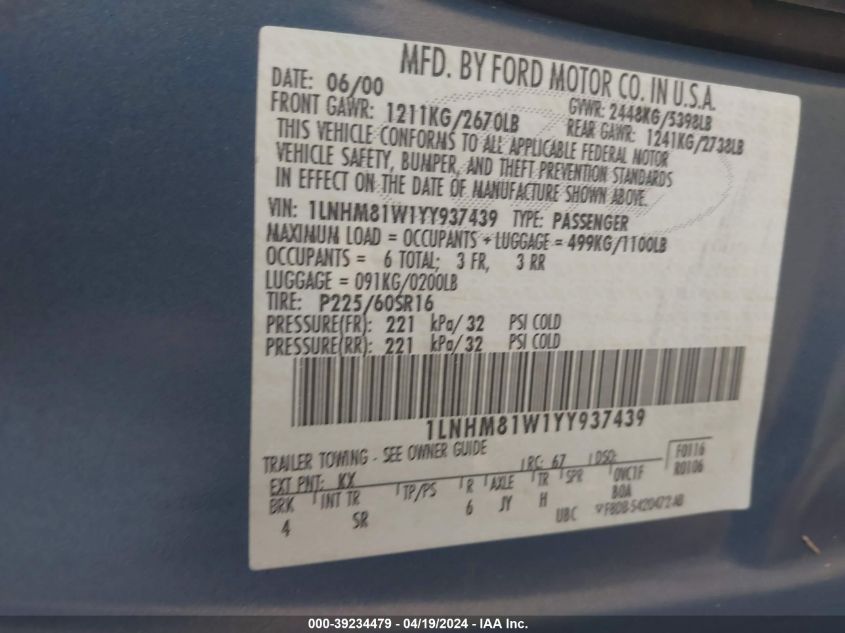 MFD. BY FORD MOTOR CO. IN U.S.A.
DATE: 06/00 GVWR: 2448KG/5398LB
FRONT GAWR: 1211KG/2670LB REAR GAWR: 1241KG/2738LB
THIS VEHICLE CONFORMS TO ALL APPLICABLE FEDERAL MOTOR
VEHICLE SAFETY, BUMPER, AND THEFT PREVENTION STANDARDS
IN EFFECT ON THE DATE OF MANUFACTURE SHOWN ABOVE.
VIN: 1LNHM81W1YY937439 TYPE: PASSENGER
MAXIMUM LOAD = OCCUPANTS + LUGGAGE = 499KG/1100LB
OCCUPANTS = 6 TOTAL; 3 FR, 3 RR
LUGGAGE = 091KG/0200LB
TIRE: P225/60SR16
PRESSURE(FR): 221 kPa/ 32 PSI COLD
PRESSURE(RR): 221 kPa/ 32 PSI COLD
1LNHM81W1YY937439
TRAILER TOWING - SEE OWNER GUIDE
EXT PNT: KX RC: 67 DSO: F0116
R0106
BRK INT TR TP/PS R AXLE TR SPR OVC1F
4 SR 6 JY H BOA
UBC
000-39234479 - 04/19/2024 - IAA Inc.